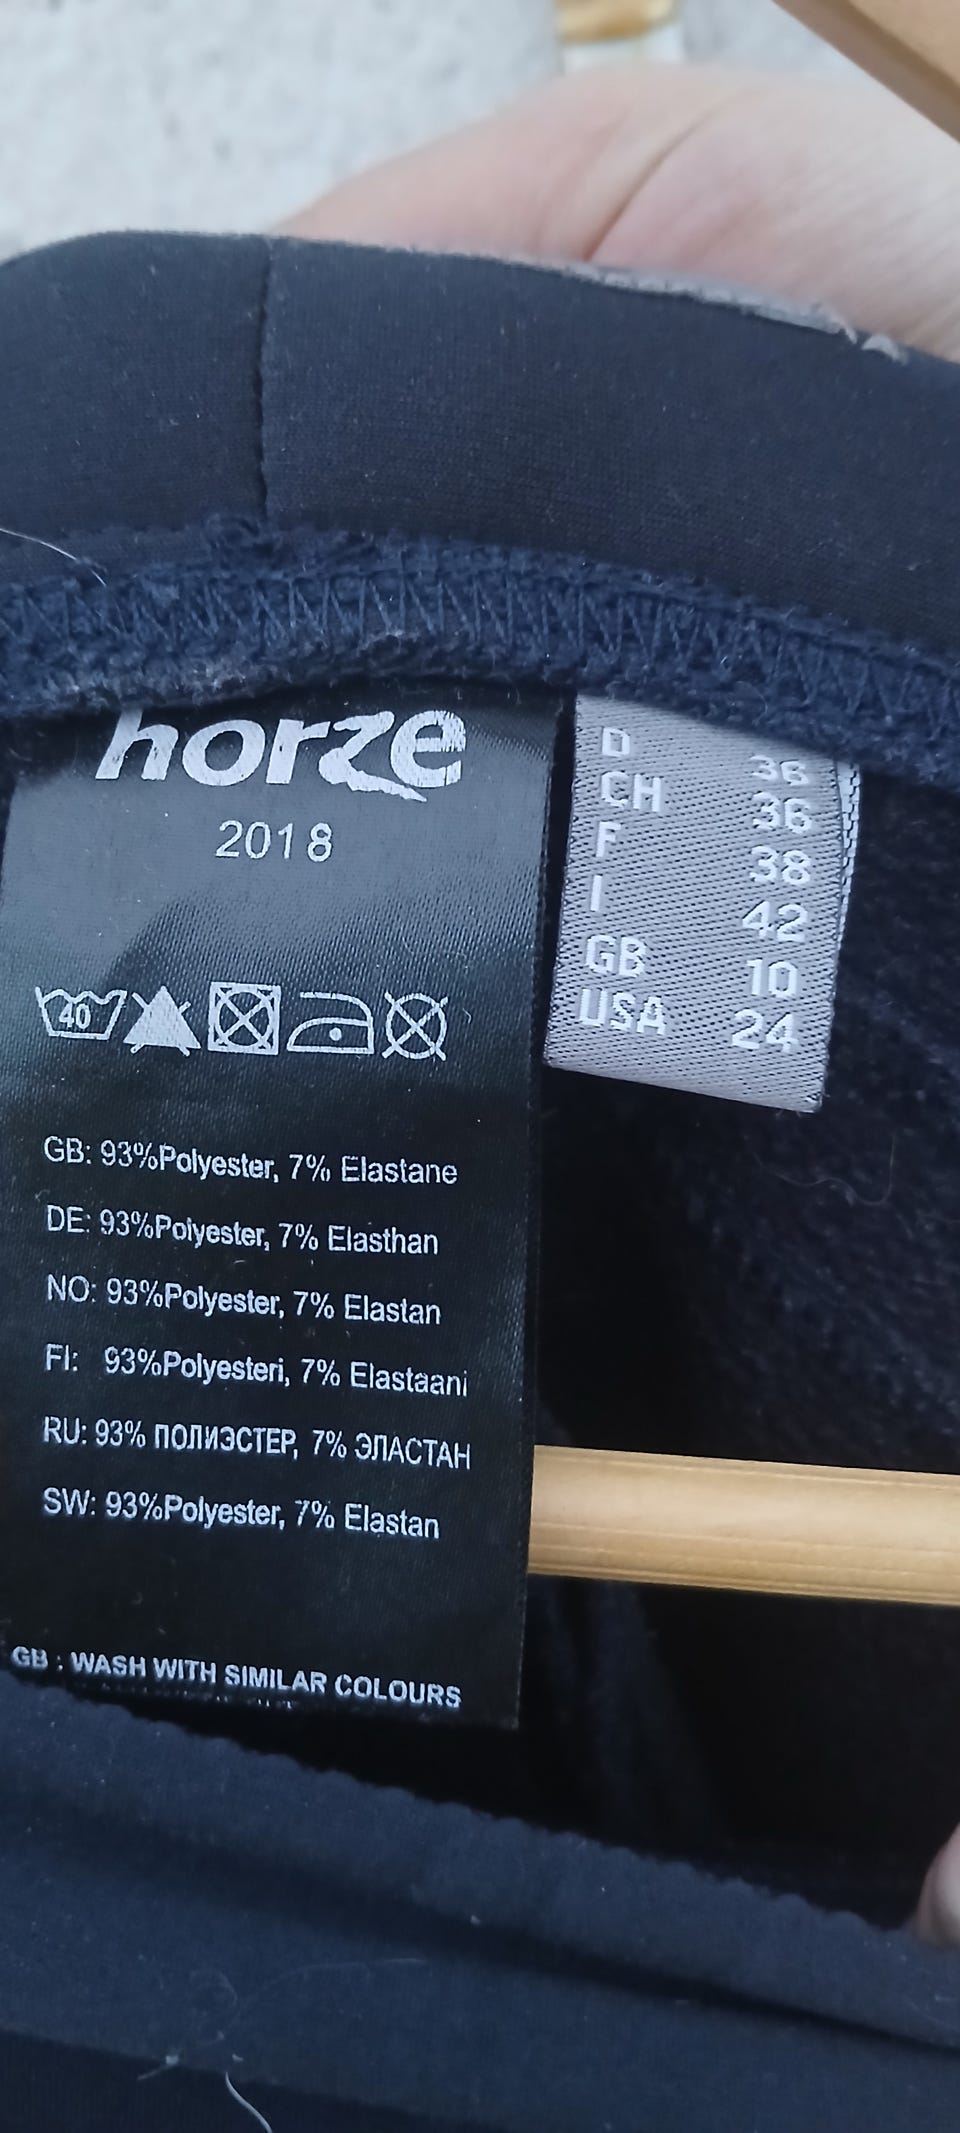 horze
2018
40
GB: 93%Polyester, 7% Elastane
DE: 93%Polyester, 7% Elasthan
NO: 93%Polyester, 7% Elastan
FI: 93%Polyesteri, 7% Elastaani
RU: 93% ПОЛИЭСТЕР, 7% ЭЛАСТАН
SW: 93%Polyester, 7% Elastan
GB : WASH WITH SIMILAR COLOURS
D 36
CH 36
F 38
I 42
GB 10
USA 24